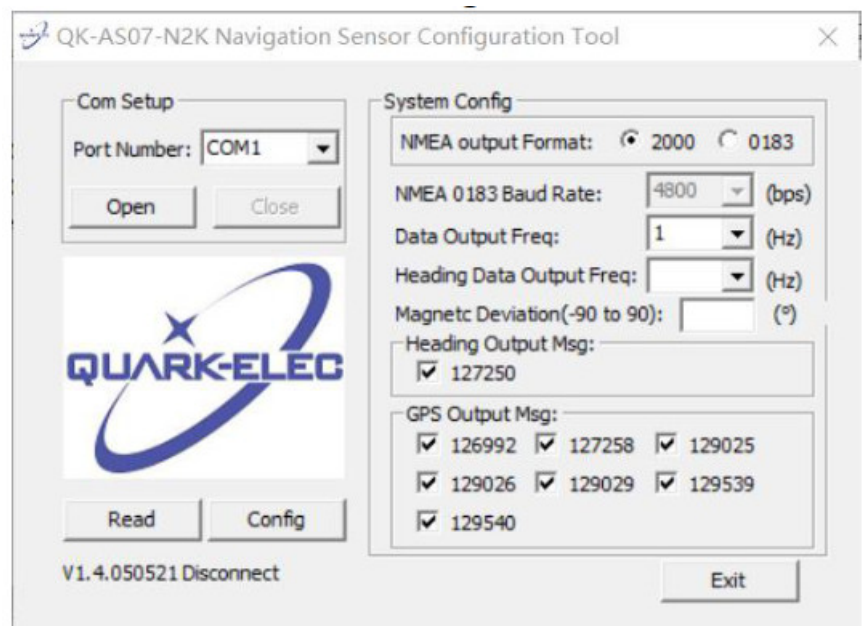 QK-AS07-N2K Navigation Sensor Configuration Tool
Com Setup
Port Number: COM1
Open Close
QUARK-ELEC
Read Config
V1.4.050521 Disconnect
System Config
NMEA output Format: 2000 0183
NMEA 0183 Baud Rate: 4800 (bps)
Data Output Freq: 1 (Hz)
Heading Data Output Freq: (Hz)
Magnetc Deviation(-90 to 90): (º)
Heading Output Msg:
127250
GPS Output Msg:
126992 127258 129025
129026 129029 129539
129540
Exit